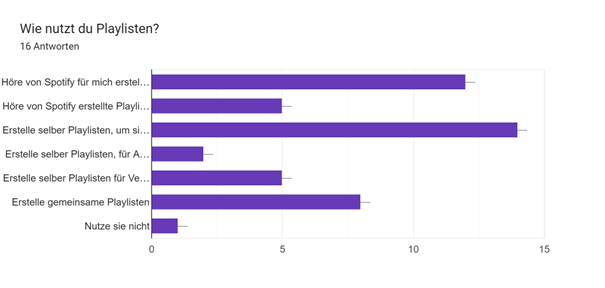 Wie nutzt du Playlisten?
16 Antworten
Höre von Spotify für mich erstel…
Höre von Spotify erstellte Playli…
Erstelle selber Playlisten, um si…
Erstelle selber Playlisten, für A…
Erstelle selber Playlisten für Ve…
Erstelle gemeinsame Playlisten
Nutze sie nicht
0 5 10 15